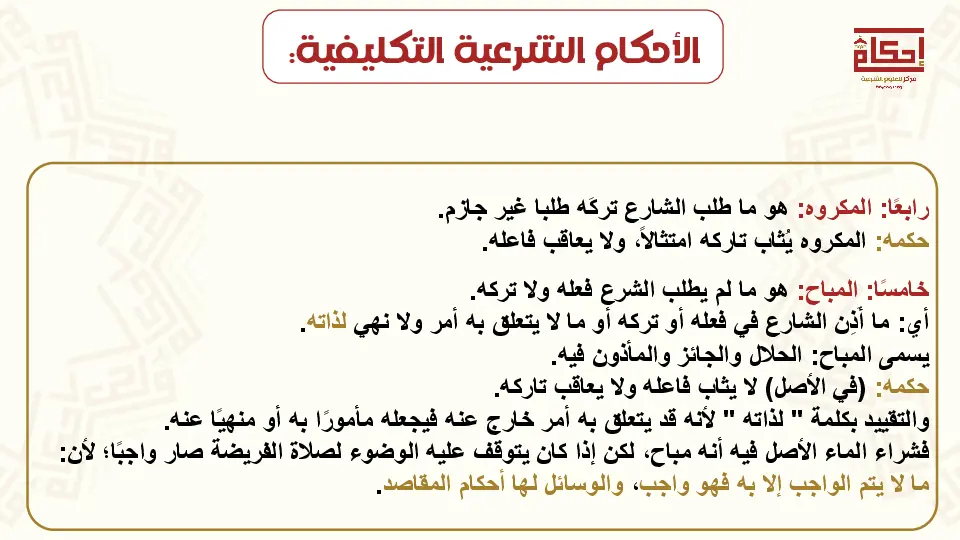 الأحكام الشرعية التكليفية:
إحكام
مركز للعلوم الشرعية
رابعًا: المكروه: هو ما طلب الشارع تركَه طلبا غير جازم.
حكمه: المكروه يُثاب تاركه امتثالاً، ولا يعاقب فاعله.
خامسًا: المباح: هو ما لم يطلب الشرع فعله ولا تركه.
أي: ما أَذِن الشارع في فعله أو تركه أو ما لا يتعلق به أمر ولا نهي لذاته.
يسمى المباح: الحلال والجائز والمأذون فيه.
حكمه: (في الأصل) لا يثاب فاعله ولا يعاقب تاركه.
والتقييد بكلمة " لذاته " لأنه قد يتعلق به أمر خارج عنه فيجعله مأمورًا به أو منهيًا عنه.
فشراء الماء الأصل فيه أنه مباح، لكن إذا كان يتوقف عليه الوضوء لصلاة الفريضة صار واجبًا؛ لأن:
ما لا يتم الواجب إلا به فهو واجب، والوسائل لها أحكام المقاصد.